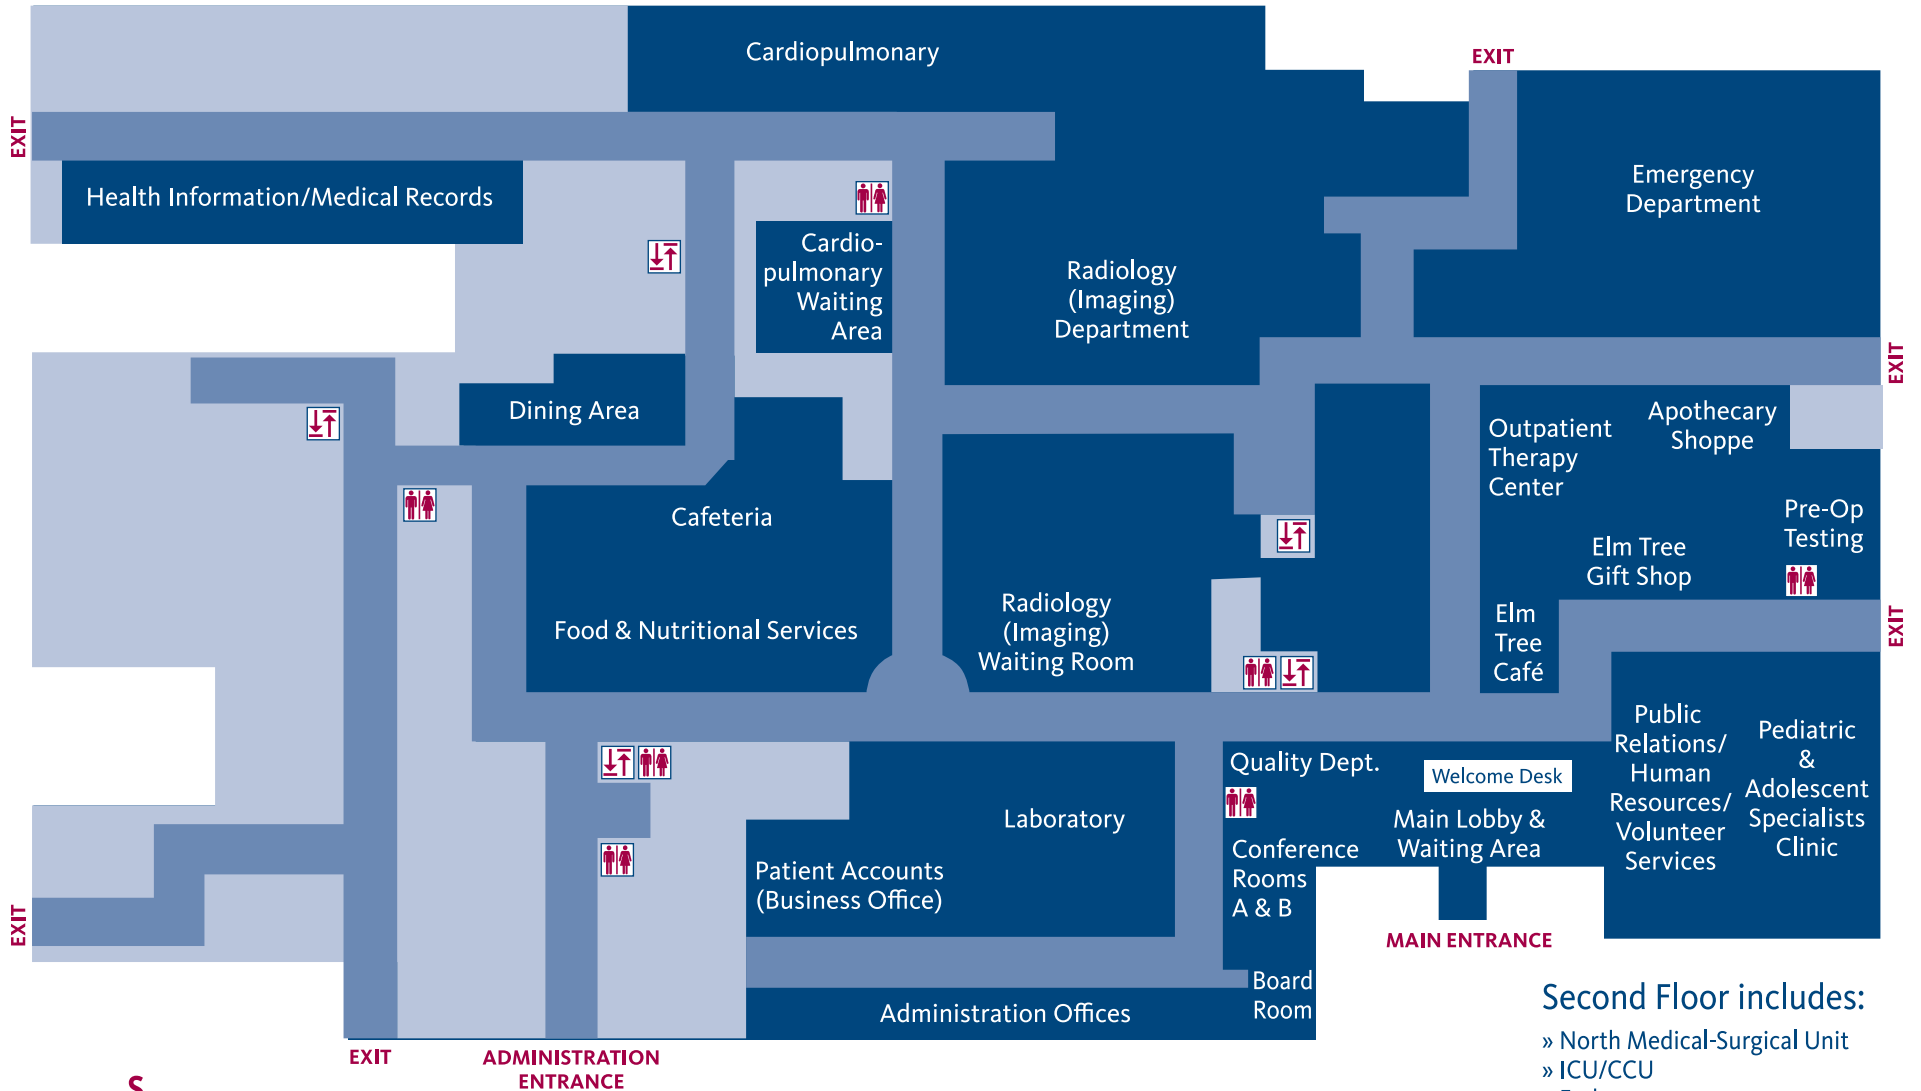 Cardiopulmonary
EXIT
EXIT
Health Information/Medical Records
Emergency
Department
Cardio-
pulmonary
Waiting
Area
Radiology
(Imaging)
Department
EXIT
Dining Area
Outpatient
Therapy
Center
Apothecary
Shoppe
Cafeteria
Pre-Op
Testing
Elm Tree
Gift Shop
Food & Nutritional Services
Radiology
(Imaging)
Waiting Room
Elm
Tree
Café
EXIT
Public
Relations/
Human
Resources/
Volunteer
Services
Pediatric
&
Adolescent
Specialists
Clinic
Quality Dept.
Welcome Desk
Laboratory
Main Lobby &
Waiting Area
Conference
Rooms
A & B
Patient Accounts
(Business Office)
EXIT
MAIN ENTRANCE
Board
Room
Administration Offices
EXIT
ADMINISTRATION
ENTRANCE
Second Floor includes:
» North Medical-Surgical Unit
» ICU/CCU